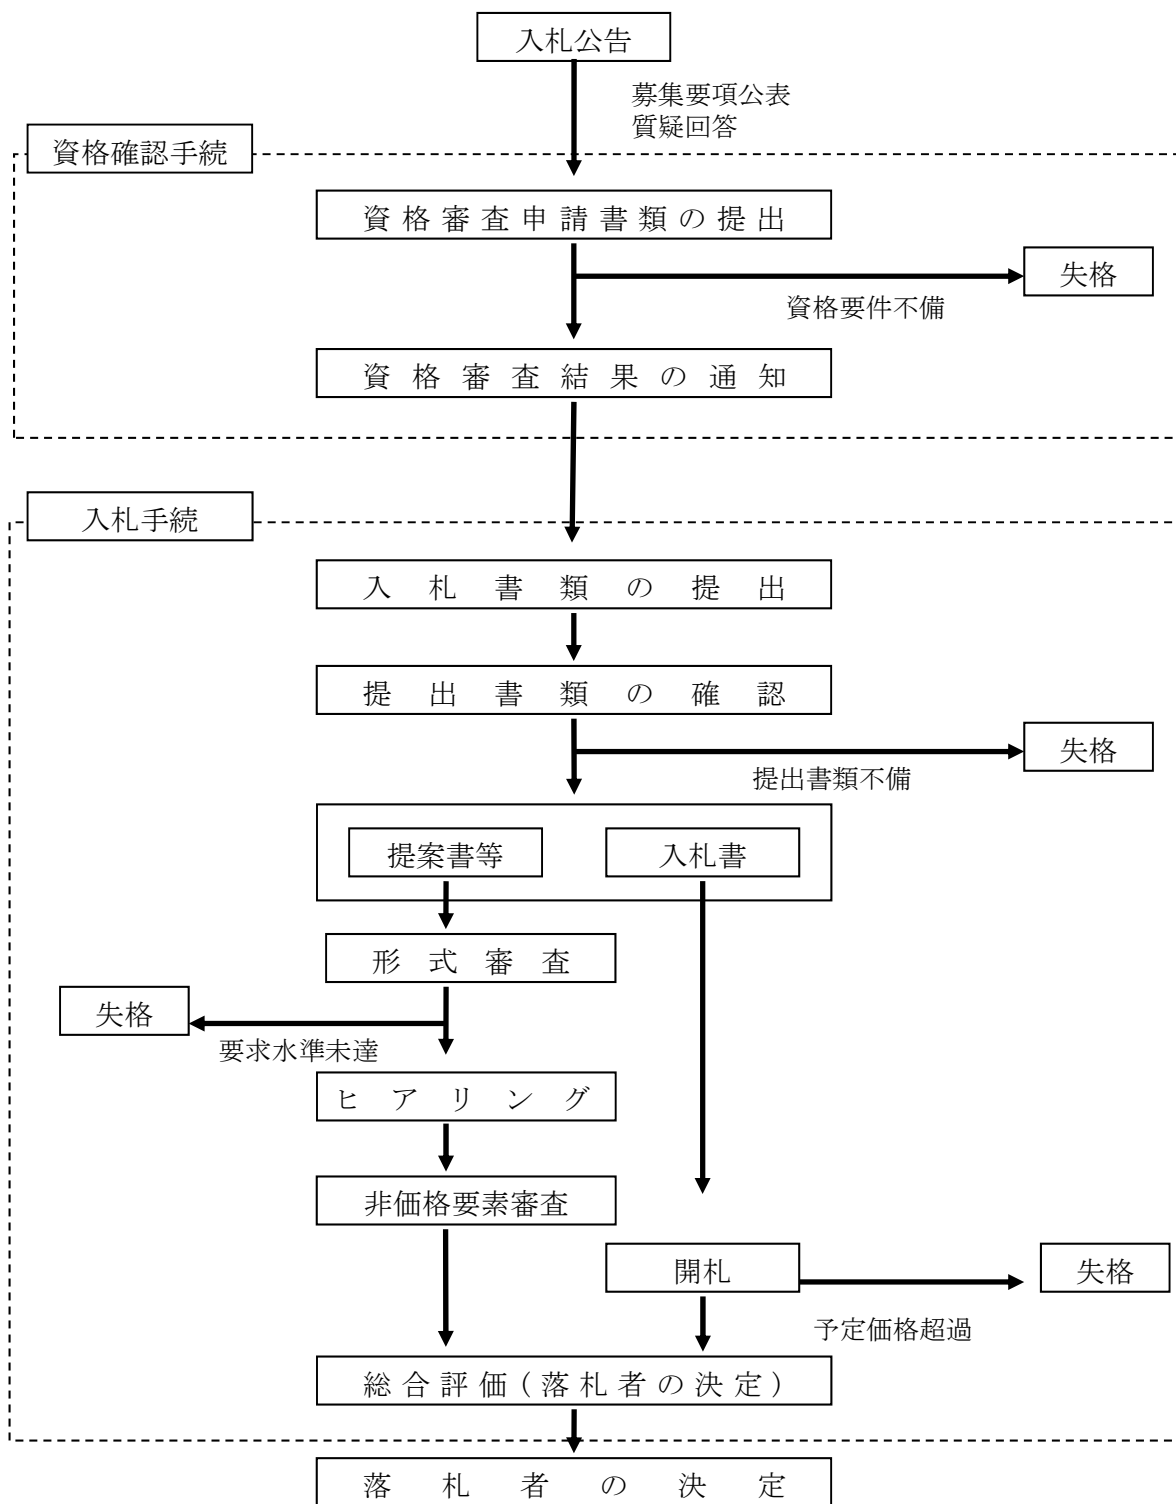 入札公告
募集要項公表
質疑回答
資格確認手続
資格審査申請書類の提出
失格
資格要件不備
資格審査結果の通知
入札手続
入札書類の提出
提出書類の確認
失格
提出書類不備
提案書等
入札書
形式審査
失格
要求水準未達
ヒアリング
非価格要素審査
開札
失格
予定価格超過
総合評価(落札者の決定)
落札者の決定